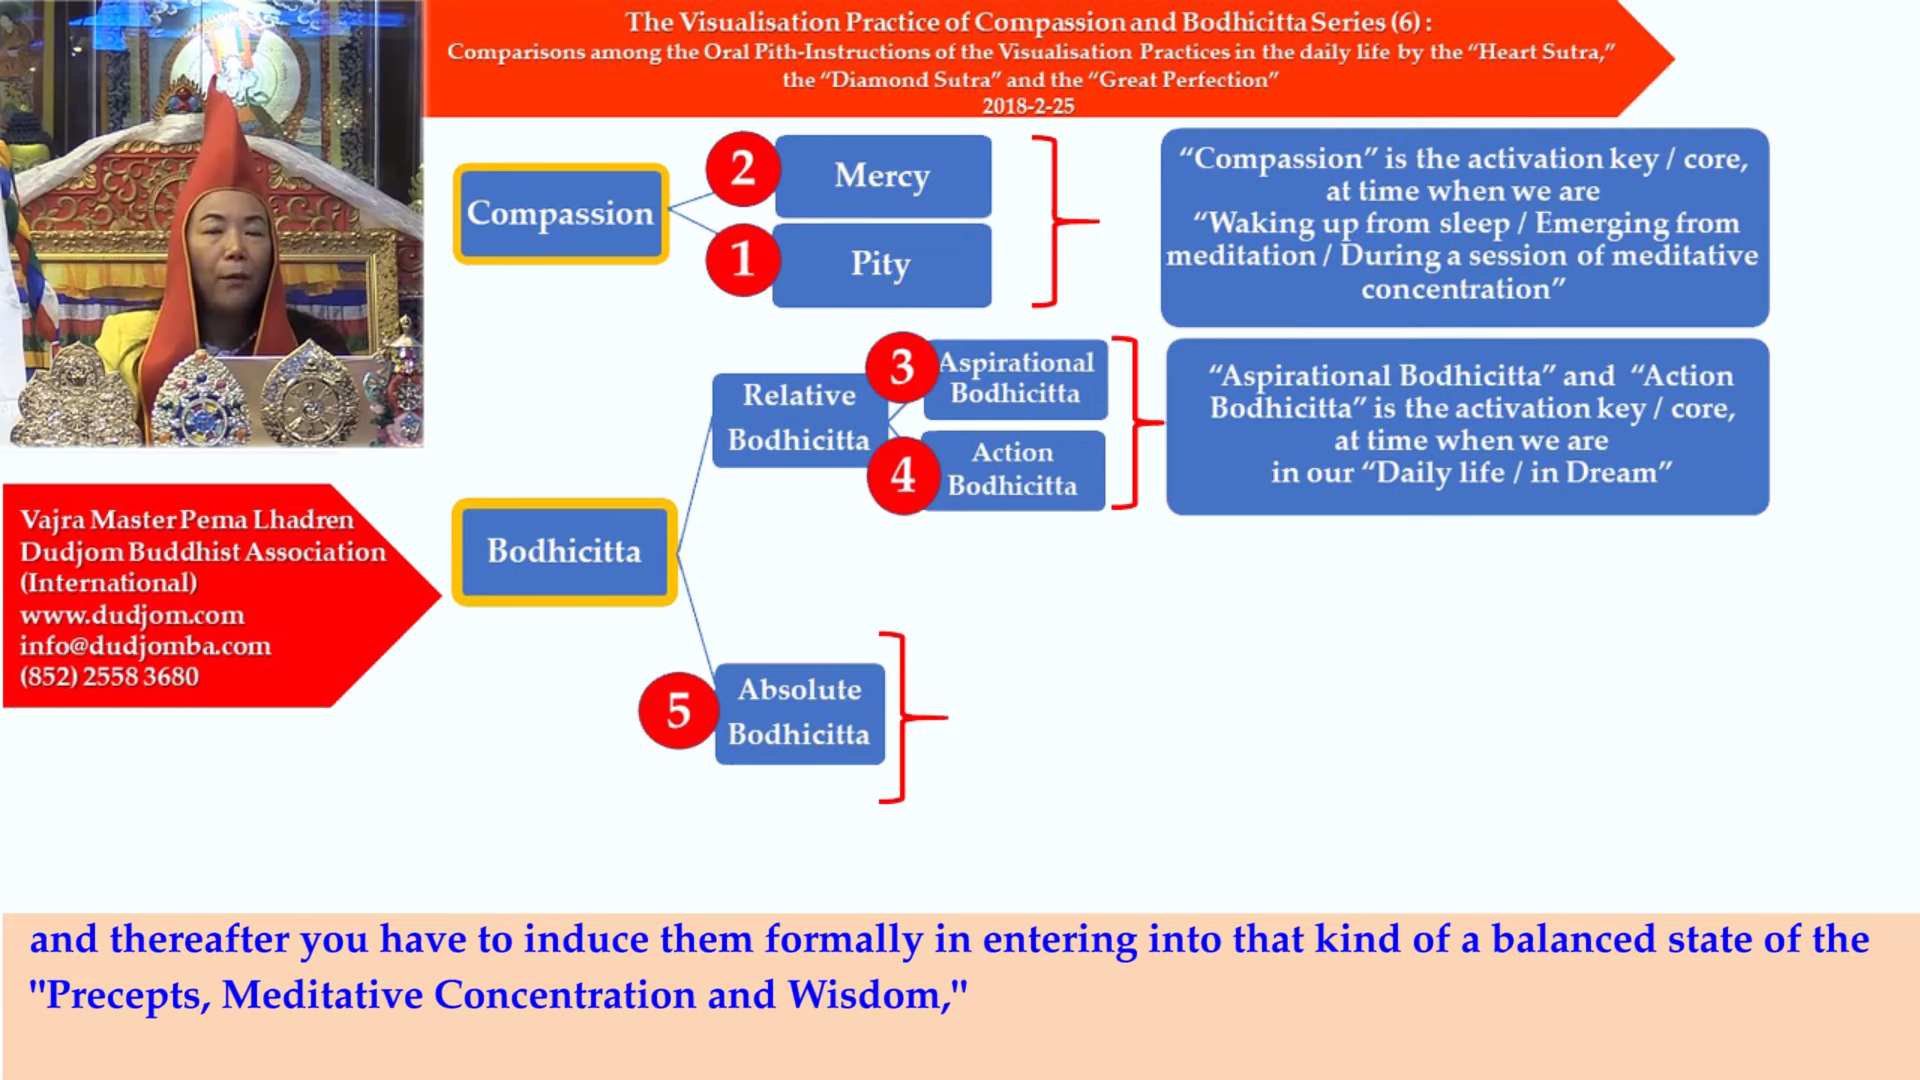 The Visualisation Practice of Compassion and Bodhicitta Series (6) :
Comparisons among the Oral Pith-Instructions of the Visualisation Practices in the daily life by the “Heart Sutra,”
the “Diamond Sutra” and the “Great Perfection”
2018-2-25
Compassion
2
Mercy
1
Pity
“Compassion” is the activation key / core,
at time when we are
“Waking up from sleep / Emerging from
meditation / During a session of meditative
concentration”
Bodhicitta
Relative
Bodhicitta
3
Aspirational
Bodhicitta
4
Action
Bodhicitta
“Aspirational Bodhicitta” and “Action
Bodhicitta” is the activation key / core,
at time when we are
in our “Daily life / in Dream”
5
Absolute
Bodhicitta
Vajra Master Pema Lhadren
Dudjom Buddhist Association
(International)
www.dudjom.com
info@dudjomba.com
(852) 2558 3680
and thereafter you have to induce them formally in entering into that kind of a balanced state of the
"Precepts, Meditative Concentration and Wisdom,"